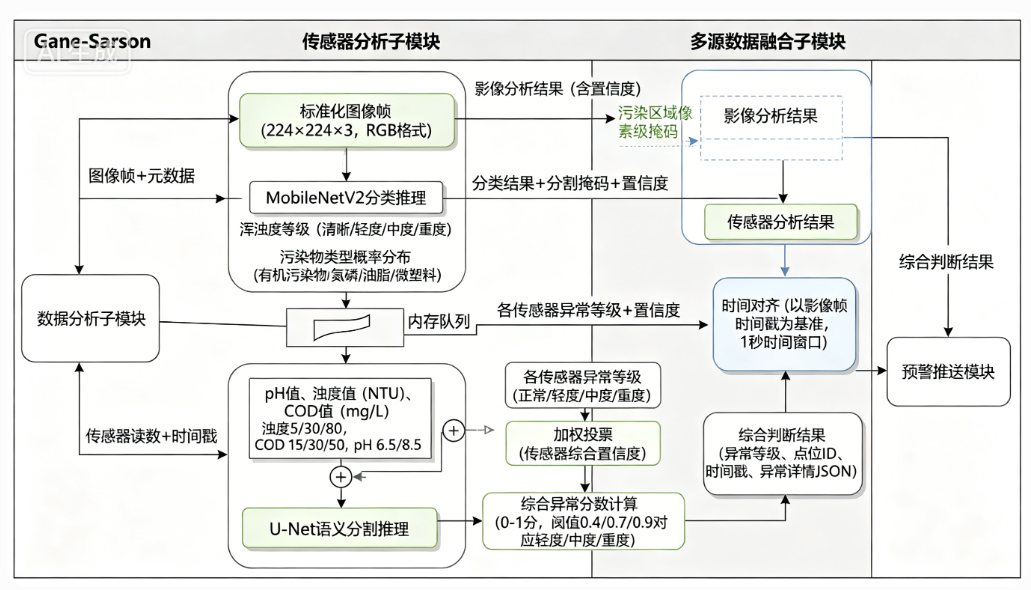 Gane-Sarson
传感器分析子模块
多源数据融合子模块
AI 生成
标准化图像帧
(224×224×3，RGB格式)
影像分析结果（含置信度)
污染区域像
素级掩码
影像分析结果
图像帧+元数据
MobileNetV2分类推理
分类结果+分割掩码+置信度
浑浊度等级（清晰/轻度/中度/重度)
传感器分析结果
污染物类型概率分布
(有机污染物/氮磷/油脂/微塑料)
综合判断结果
数据分析子模块
内存队列
各传感器异常等级+置信度
时间对齐 (以影像帧
时间戳为基准，
1秒时间窗口)
预警推送模块
pH值、浊度值（NTU)、
COD值 (mg/L)
浊度5/30/80，
COD 15/30/50, pH 6.5/8.5
各传感器异常等级
(正常/轻度/中度/重度)
传感器读数+时间戳
加权投票
(传感器综合置信度)
综合判断结果
(异常等级、点位ID、
时间戳、异常详情JSON)
U-Net语义分割推理
综合异常分数计算
(0-1分，阈值0.4/0.7/0.9对
应轻度/中度/重度)